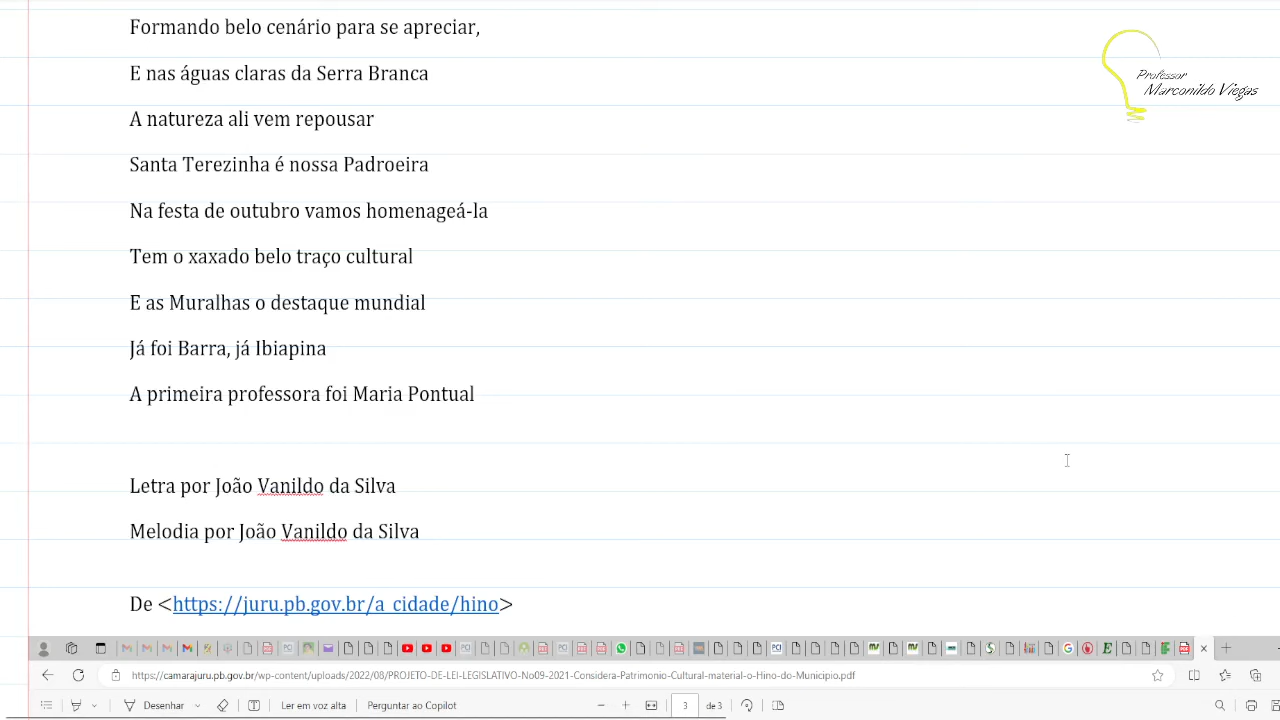 Formando belo cenário para se apreciar,
E nas águas claras da Serra Branca
A natureza ali vem repousar
Santa Terezinha é nossa Padroeira
Na festa de outubro vamos homenageá-la
Tem o xaxado belo traço cultural
E as Muralhas o destaque mundial
Já foi Barra, já Ibiapina
A primeira professora foi Maria Pontual
Letra por João Vanildo da Silva
Melodia por João Vanildo da Silva
De <https://juru.pb.gov.br/a_cidade/hino>
Professor
Marconildo Viegas
https://camarajuru.pb.gov.br/wp-content/uploads/2022/08/PROJETO-DE-LEI-LEGISLATIVO-No09-2021-Considera-Patrimonio-Cultural-material-o-Hino-do-Municipio.pdf
Desenhar
Ler em voz alta
Perguntar ao Copilot
3 de 3